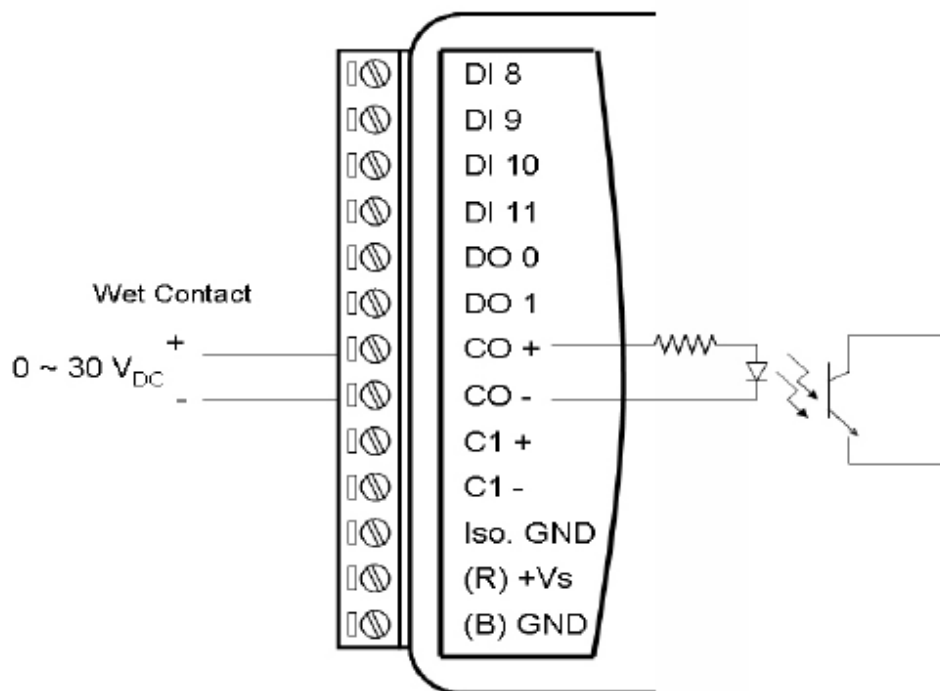 DI 8
DI 9
DI 10
DI 11
DO 0
DO 1
Wet Contact
+
0 ~ 30 VDC
-
CO +
CO -
C1 +
C1 -
Iso. GND
(R) +Vs
(B) GND